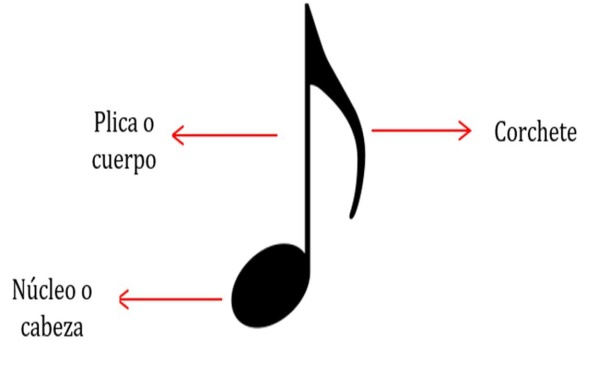 Plica o
cuerpo
Corchete
Núcleo o
cabeza